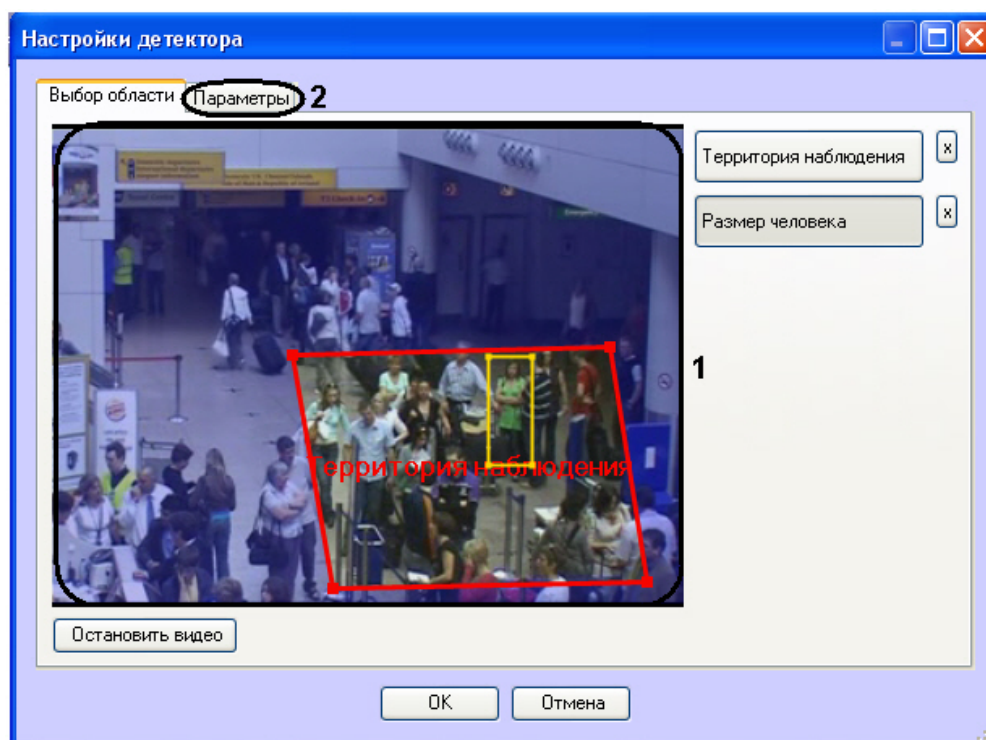 Настройки детектора
Выбор области
Параметры
2
Территория наблюдения
x
Размер человека
x
1
Территория наблюдения
Остановить видео
OK
Отмена